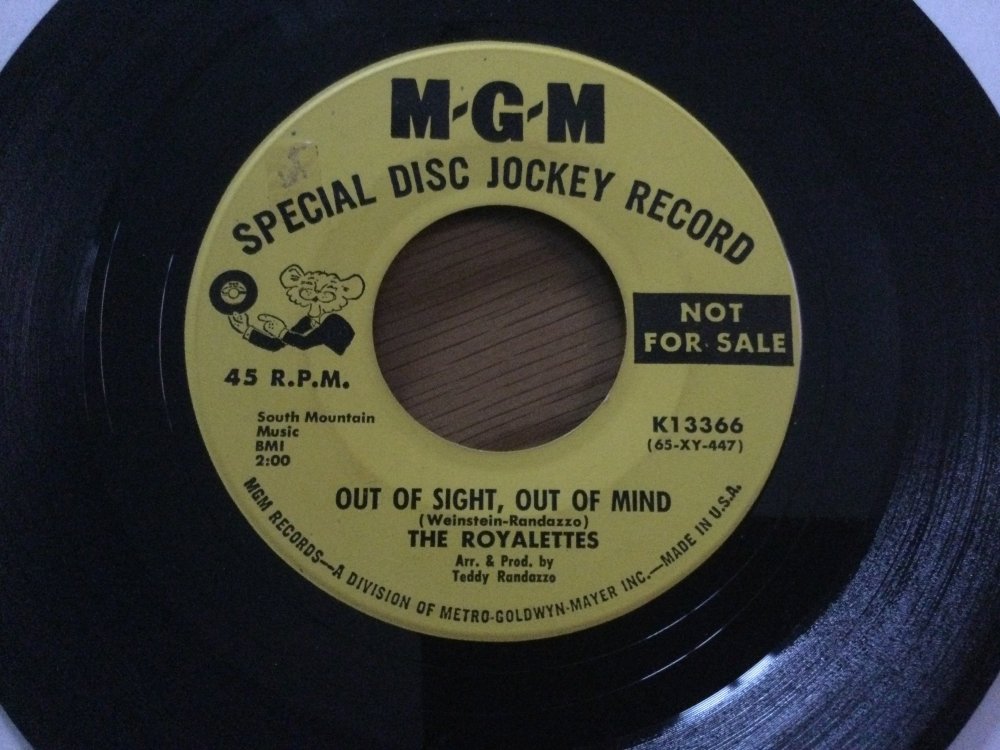 M-G-M
SPECIAL DISC JOCKEY RECORD
NOT
FOR SALE
45 R.P.M.
South Mountain
Music
BMI
2:00
K13366
(65-XY-447)
OUT OF SIGHT, OUT OF MIND
(Weinstein-Randazzo)
THE ROYALETTES
Arr. & Prod. by
Teddy Randazzo
MGM RECORDS—A DIVISION OF METRO-GOLDWYN-MAYER INC.—MADE IN U.S.A.